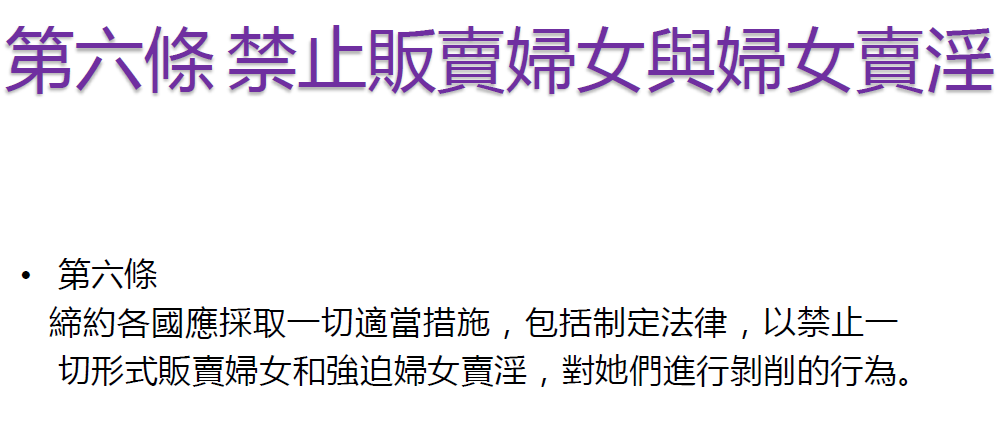 第六條 禁止販賣婦女與婦女賣淫
• 第六條
締約各國應採取一切適當措施，包括制定法律，以禁止一
切形式販賣婦女和強迫婦女賣淫，對她們進行剝削的行為。